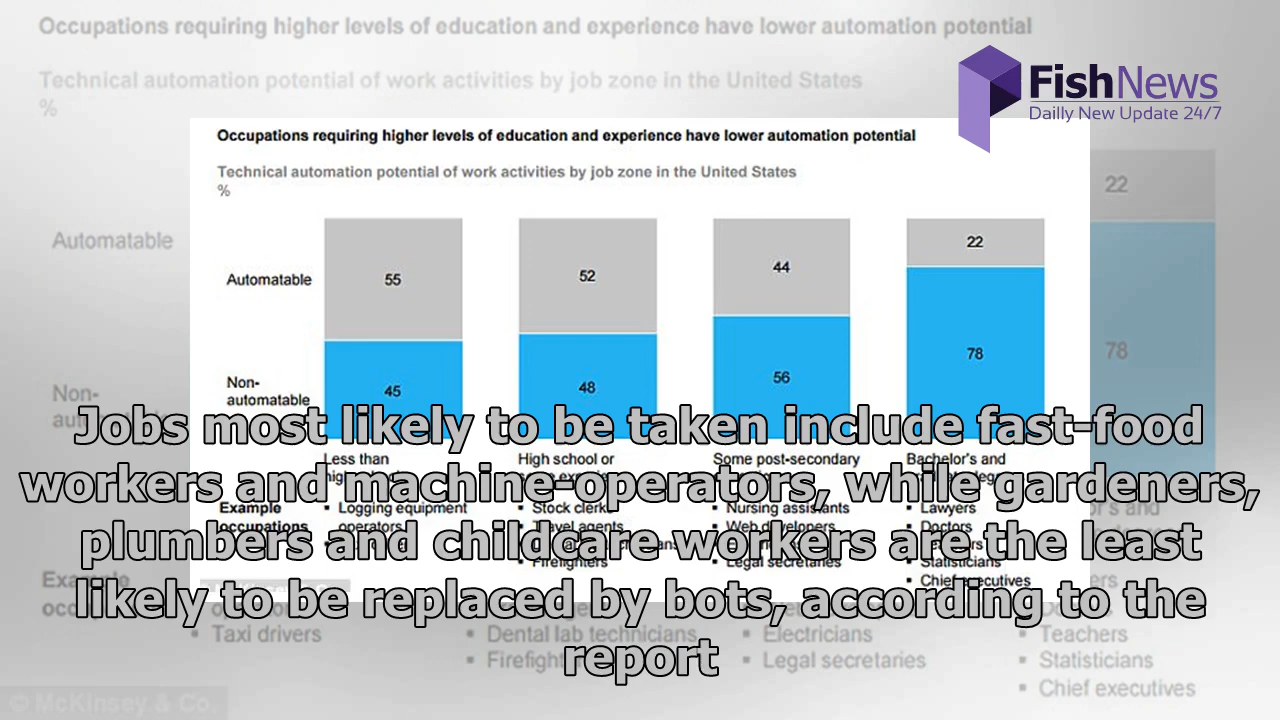 Occupations requiring higher levels of education and experience have lower automation potential
Technical automation potential of work activities by job zone in the United States
%
FishNews
Dailly New Update 24/7
Occupations requiring higher levels of education and experience have lower automation potential
Technical automation potential of work activities by job zone in the United States
%
22
Automatable
Automatable
55
52
44
22
Non-
automatable
45
48
56
78
78
Non-
Jobs most likely to be taken include fast-food
workers and machine-operators, while gardeners,
plumbers and childcare workers are the least
likely to be replaced by bots, according to the
report
Less than
High school or
Some post-secondary
Bachelor's and
Example
occupations
• Logging equipment
operators
• Stock clerks
• Travel agents
• Firefighters
• Nursing assistants
• Web developers
• Legal secretaries
• Lawyers
• Doctors
• Statisticians
• Chief executives
Example
• Taxi drivers
• Dental lab technicians
• Electricians
• Legal secretaries
• Teachers
• Statisticians
• Chief executives
© McKinsey & Co.